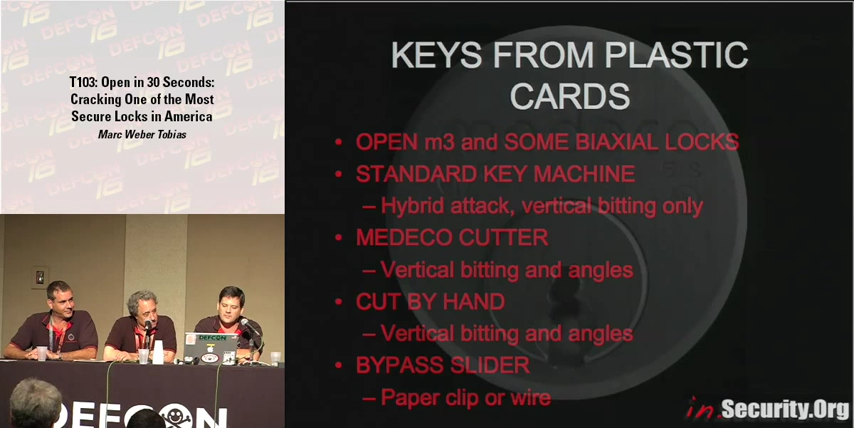 T103: Open in 30 Seconds:
Cracking One of the Most
Secure Locks in America
Marc Weber Tobias
DEFCON
DEFCON
KEYS FROM PLASTIC
CARDS
• OPEN m3 and SOME BIAXIAL LOCKS
• STANDARD KEY MACHINE
– Hybrid attack, vertical bitting only
• MEDECO CUTTER
– Vertical bitting and angles
• CUT BY HAND
– Vertical bitting and angles
• BYPASS SLIDER
– Paper clip or wire
in.Security.Org